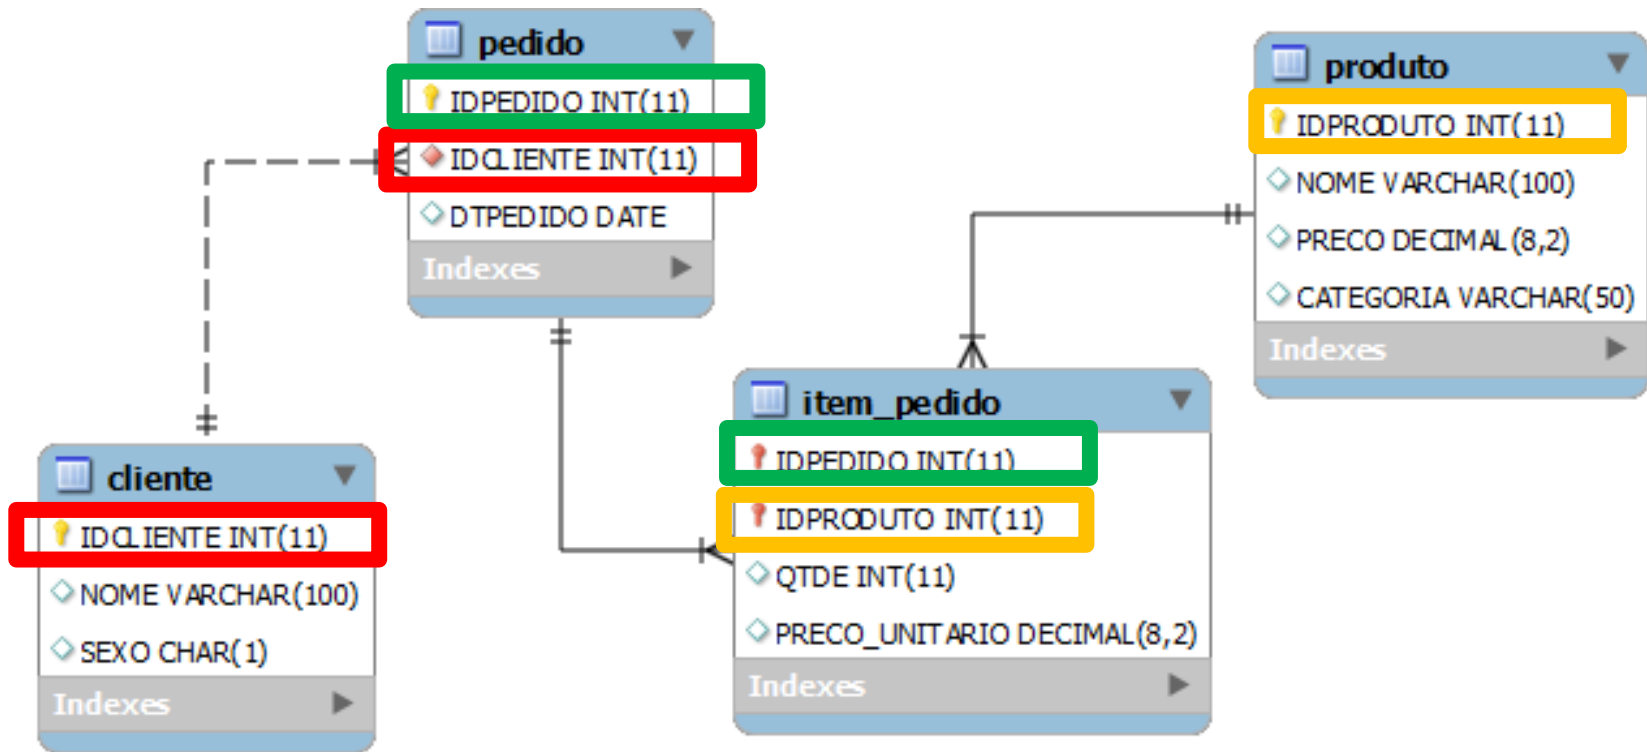 pedido
IDPEDIDO INT(11)
IDCLIENTE INT(11)
DTPEDIDO DATE
Indexes
produto
IDPRODUTO INT(11)
NOME VARCHAR(100)
PRECO DECIMAL(8,2)
CATEGORIA VARCHAR(50)
Indexes
item_pedido
IDPEDIDO INT(11)
IDPRODUTO INT(11)
QTDE INT(11)
PRECO_UNITARIO DECIMAL(8,2)
Indexes
cliente
IDCLIENTE INT(11)
NOME VARCHAR(100)
SEXO CHAR(1)
Indexes